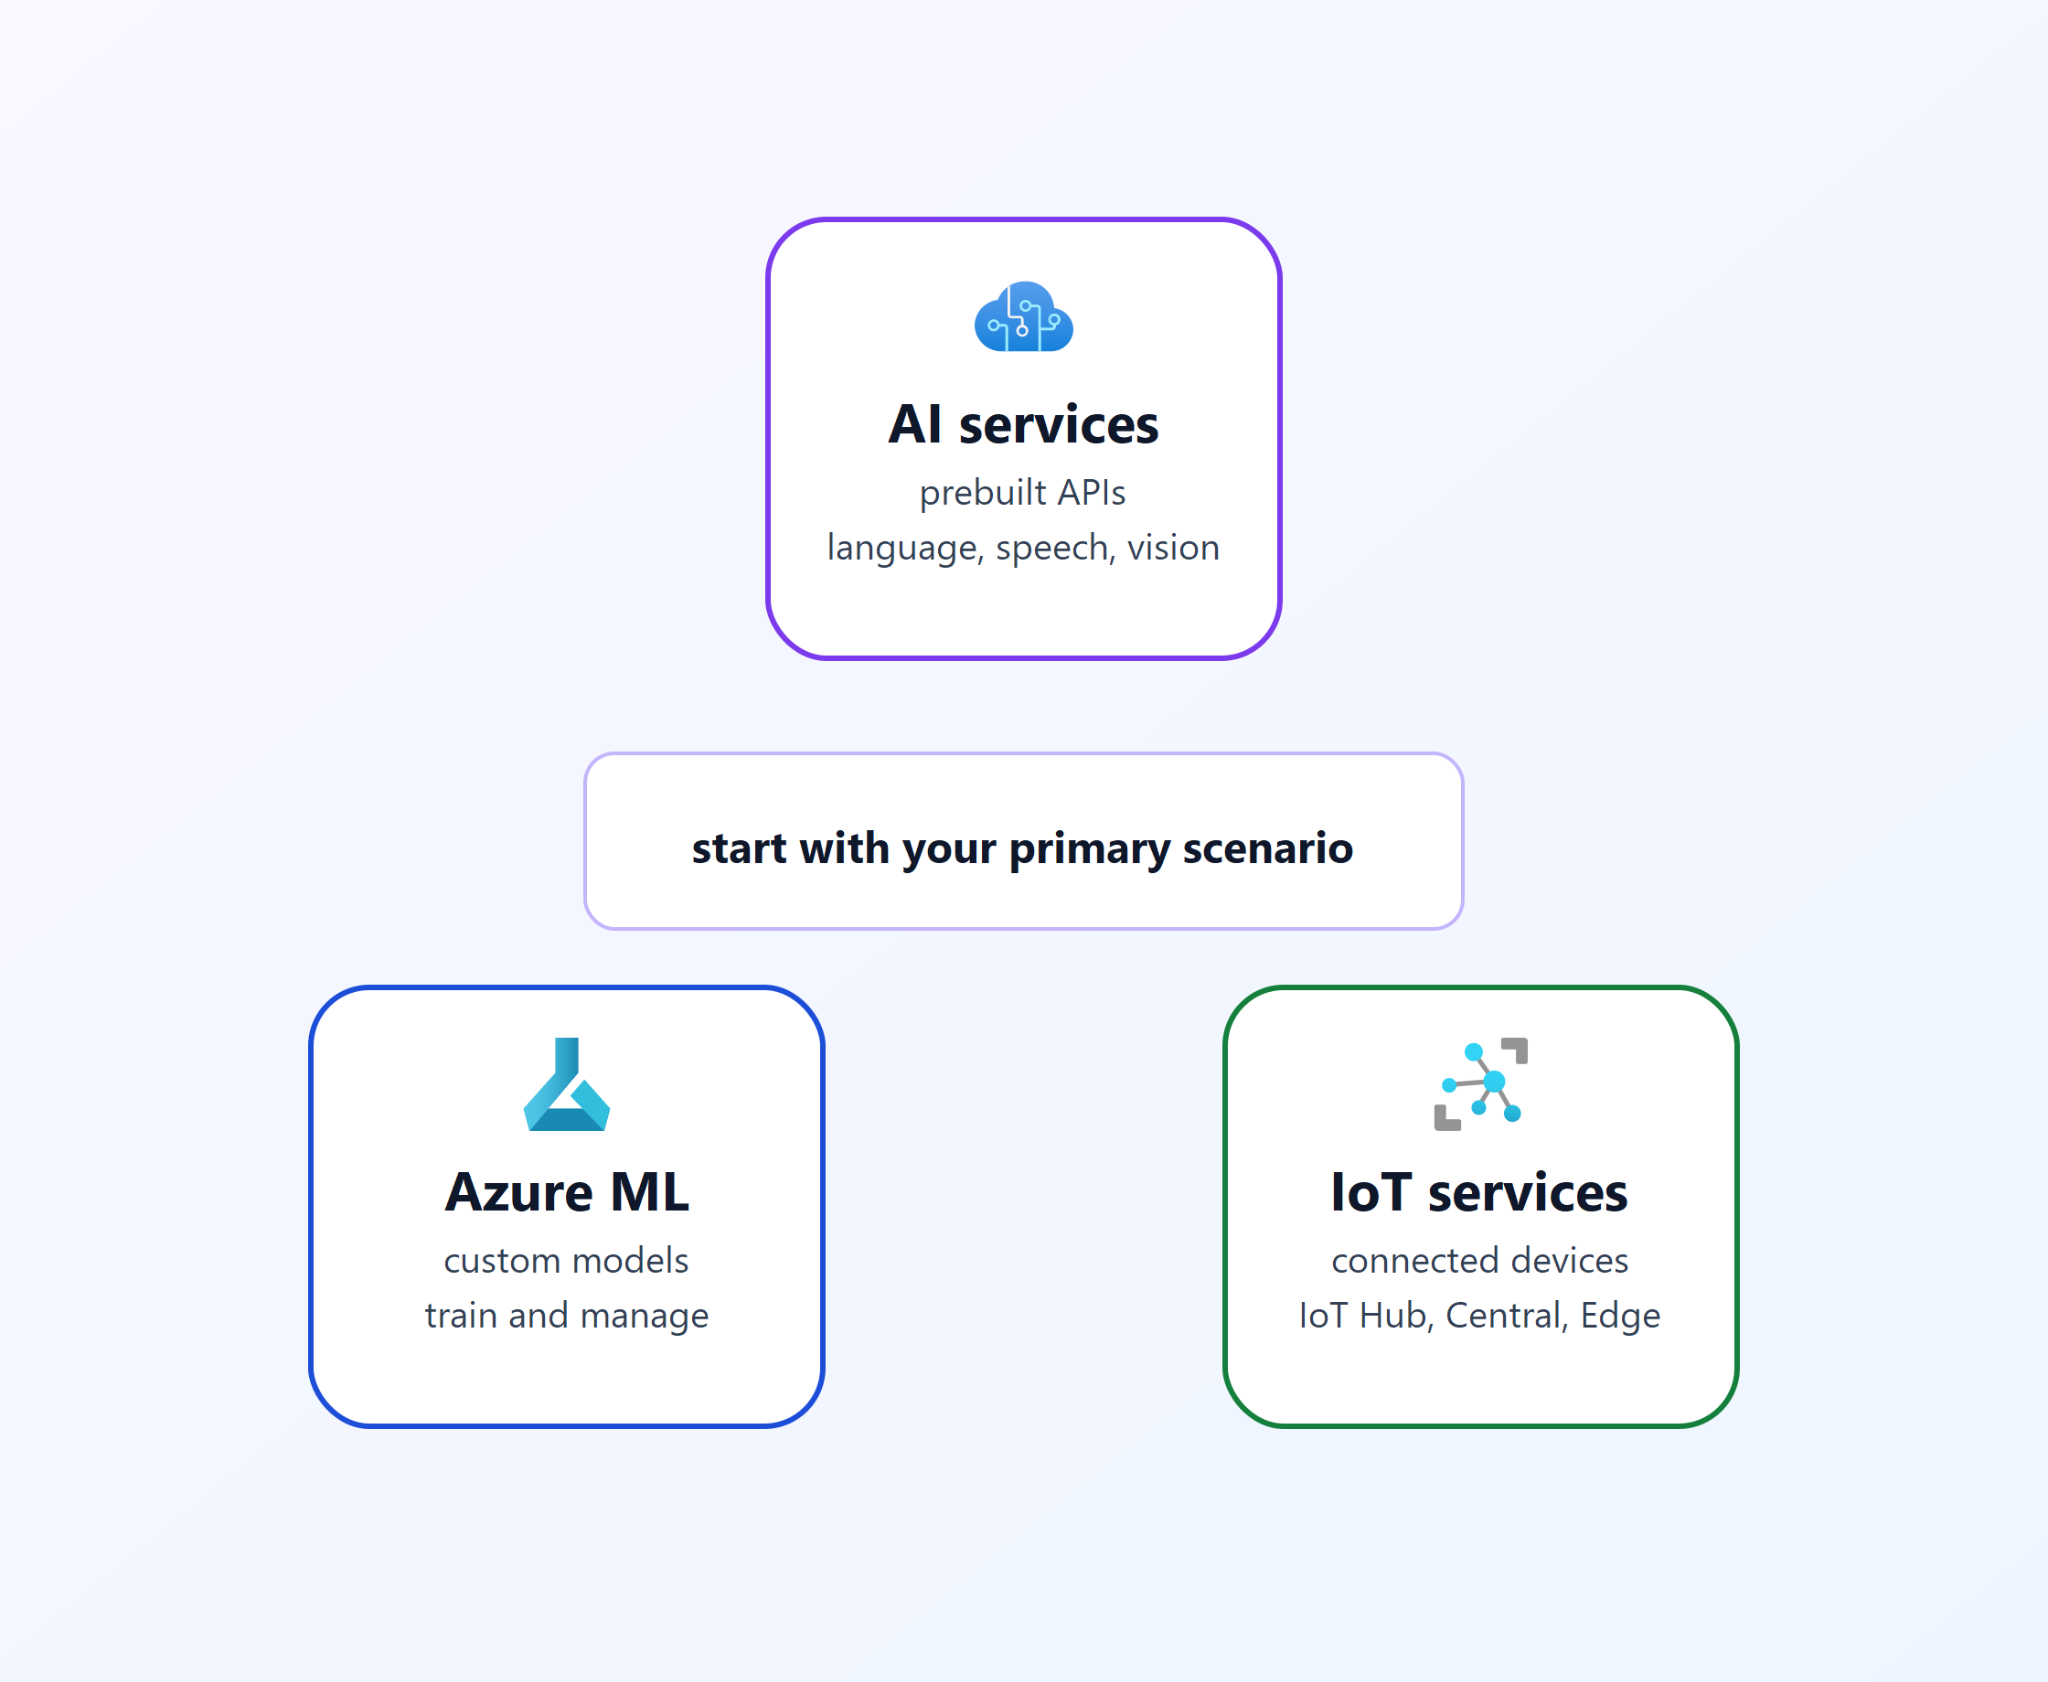 AI services
prebuilt APIs
language, speech, vision
start with your primary scenario
Azure ML
custom models
train and manage
IoT services
connected devices
IoT Hub, Central, Edge